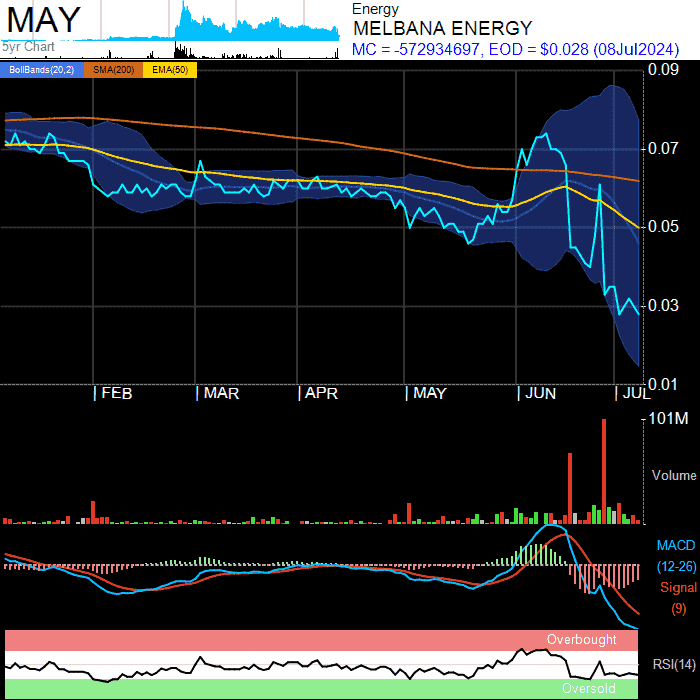 MAY
5yr Chart
Energy
MELBANA ENERGY
MC = -572934697, EOD = $0.028 (08Jul2024)
BollBands(20,2) SMA(200) EMA(50)
0.09
0.07
0.05
0.03
0.01
| FEB | MAR | APR | MAY | JUN | JUL
101M
Volume
MACD
(12-26)
Signal
(9)
Overbought
RSI(14)
Oversold